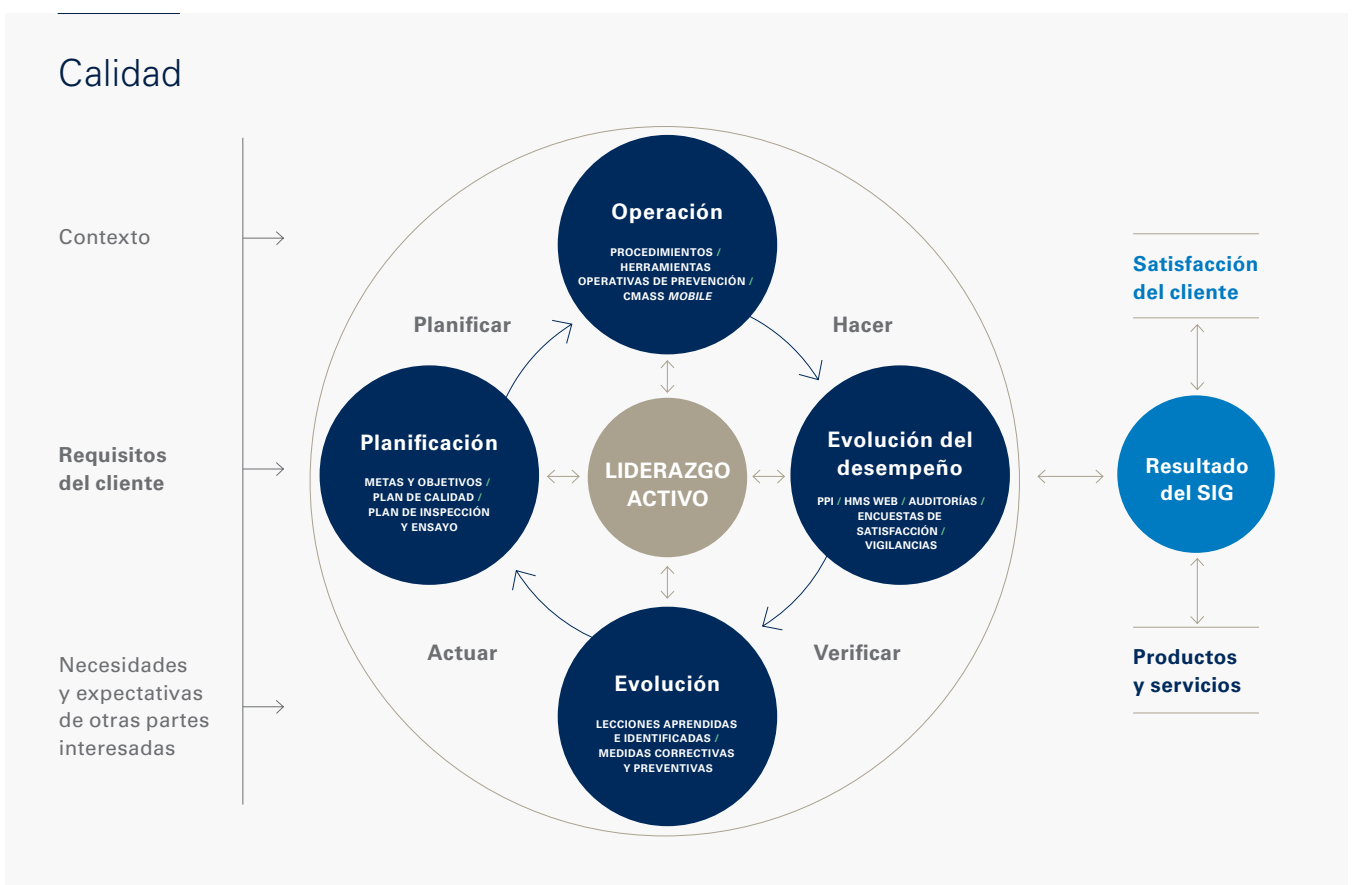 Calidad
Contexto
Requisitos
del cliente
Necesidades
y expectativas
de otras partes
interesadas
Operación
PROCEDIMIENTOS /
HERRAMIENTAS
OPERATIVAS DE PREVENCIÓN /
CMASS MOBILE
Planificar
Hacer
Planificación
METAS Y OBJETIVOS /
PLAN DE CALIDAD /
PLAN DE INSPECCIÓN
Y ENSAYO
LIDERAZGO
ACTIVO
Evolución del
desempeño
PPI / HMS WEB / AUDITORÍAS /
ENCUESTAS DE
SATISFACCIÓN /
VIGILANCIAS
Actuar
Verificar
Evolución
LECCIONES APRENDIDAS
E IDENTIFICADAS /
MEDIDAS CORRECTIVAS
Y PREVENTIVAS
Satisfacción
del cliente
Resultado
del SIG
Productos
y servicios